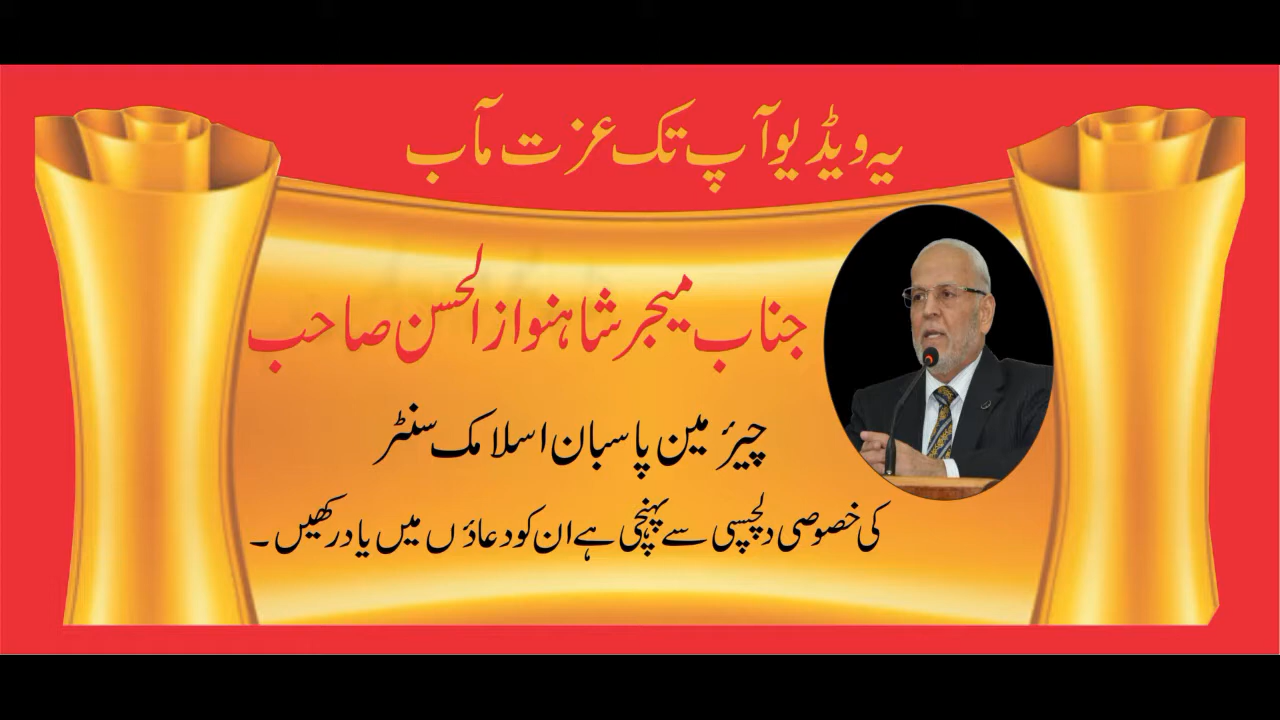 یہ ویڈیو آپ تک عزت مآب
جناب میجر شاہنواز الحسن صاحب
چیئرمین پاسبان اسلامک سنٹر
کی خصوصی دلچسپی سے پہنچی ہے ان کو دعاؤں میں یاد رکھیں۔